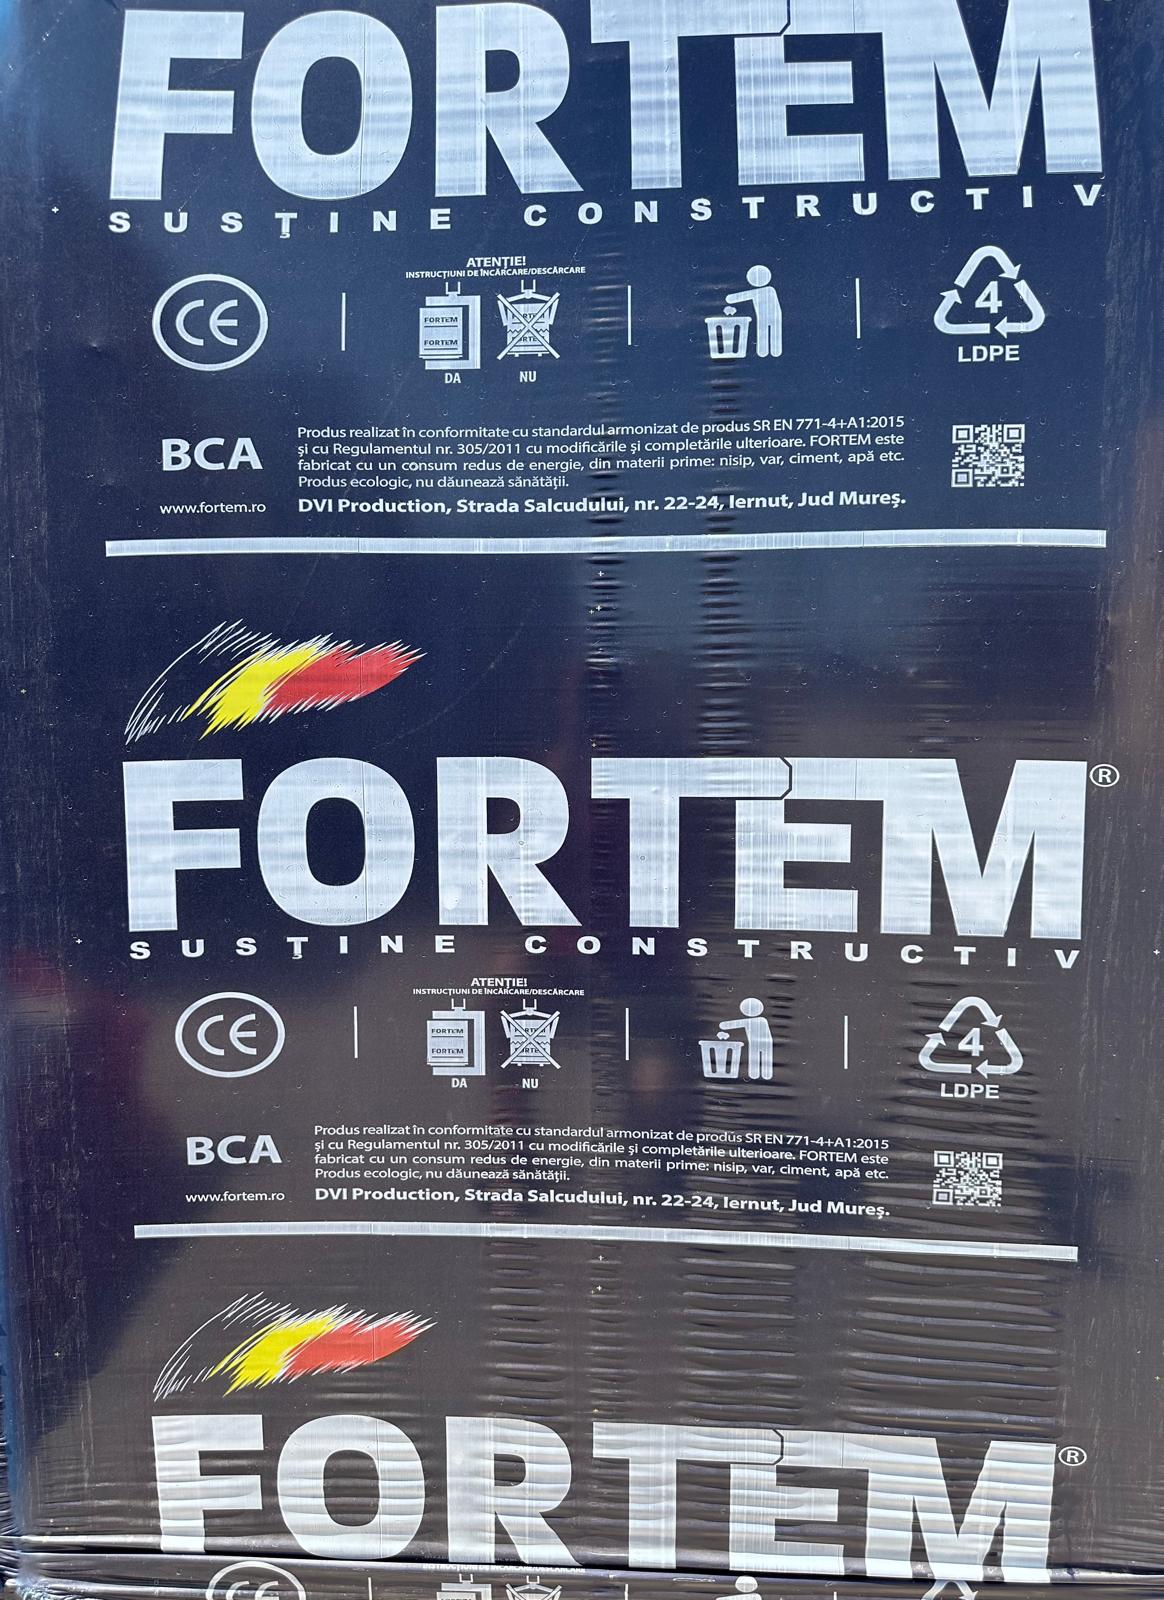 FORTEM
SUSŢINE CONSTRUCTIV
CE
ATENŢIE!
INSTRUCŢIUNI DE ÎNCĂRCARE/DESCĂRCARE
FORTEM
FORTEM
DA NU
4
LDPE
BCA
www.fortem.ro
Produs realizat în conformitate cu standardul armonizat de produs SR EN 771-4+A1:2015
şi cu Regulamentul nr. 305/2011 cu modificările şi completările ulterioare. FORTEM este
fabricat cu un consum redus de energie, din materii prime: nisip, var, ciment, apă etc.
Produs ecologic, nu dăunează sănătăţii.
DVI Production, Strada Salcudului, nr. 22-24, Iernut, Jud Mureş.
FORTEM®
SUSŢINE CONSTRUCTIV
CE
ATENŢIE!
INSTRUCŢIUNI DE ÎNCĂRCARE/DESCĂRCARE
FORTEM
FORTEM
DA NU
4
LDPE
BCA
www.fortem.ro
Produs realizat în conformitate cu standardul armonizat de produs SR EN 771-4+A1:2015
şi cu Regulamentul nr. 305/2011 cu modificările şi completările ulterioare. FORTEM este
fabricat cu un consum redus de energie, din materii prime: nisip, var, ciment, apă etc.
Produs ecologic, nu dăunează sănătăţii.
DVI Production, Strada Salcudului, nr. 22-24, Iernut, Jud Mureş.
FORTEM®
CE